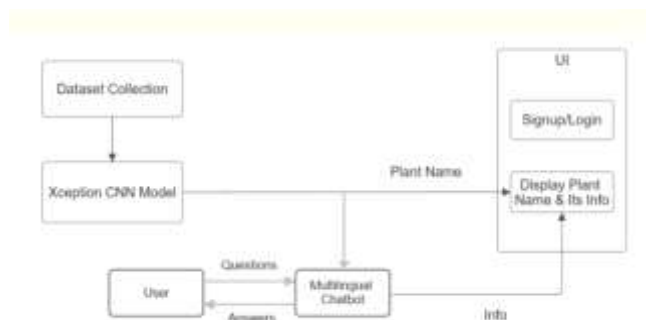 UI
Dataset Collection
Signup/Login
Xception CNN Model
Plant Name
Display Plant
Name & Its Info
Questions
User
Multilingual
Chatbot
Answers
Info